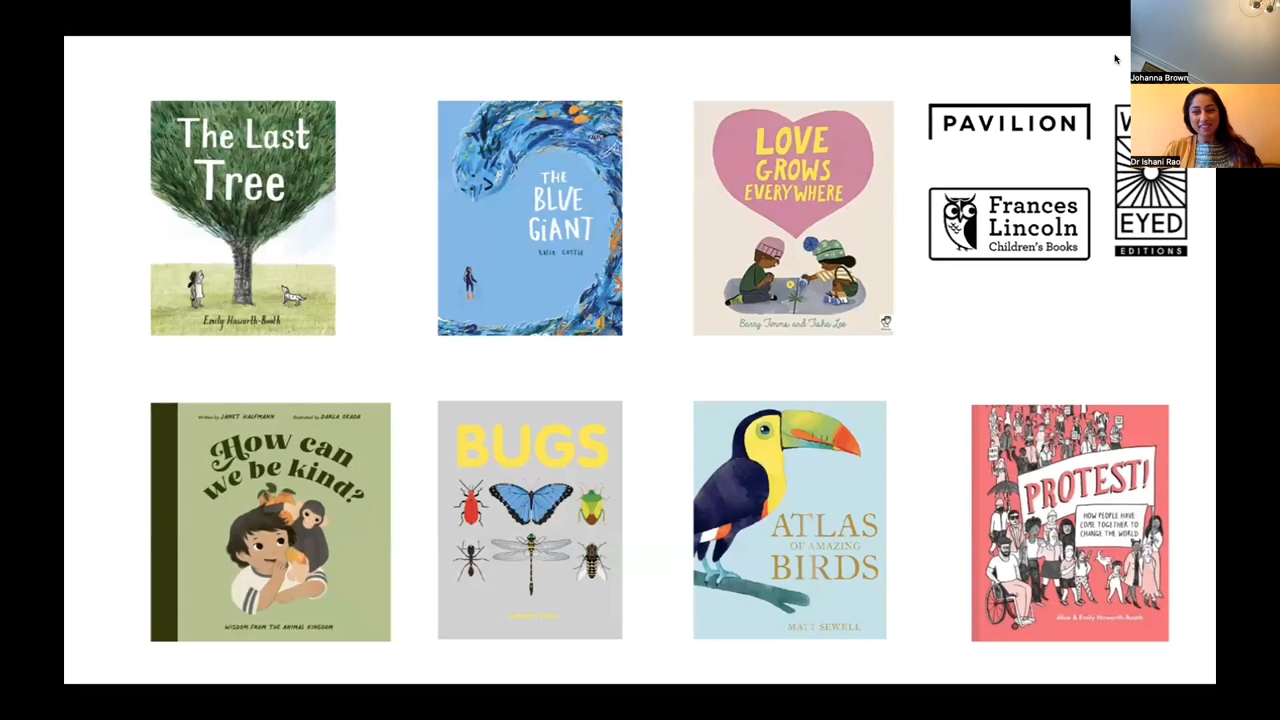 The Last
Tree
Emily Haworth-Booth
THE
BLUE
GIANT
KATIE COTTLE
LOVE
GROWS
EVERYWHERE
Barry Timms and Tisha Lee
PAVILION
Frances
Lincoln
Children's Books
W
EYED
EDITIONS
Johanna Brown
Dr Ishani Rao
Written by JANET HALFMANN
Illustrated by DARLA OKADA
How can
we be kind?
WISDOM FROM THE ANIMAL KINGDOM
BUGS
ATLAS
OF AMAZING
BIRDS
MATT SEWELL
PROTEST!
HOW PEOPLE HAVE
COME TOGETHER TO
CHANGE THE WORLD
Alice & Emily Haworth-Booth